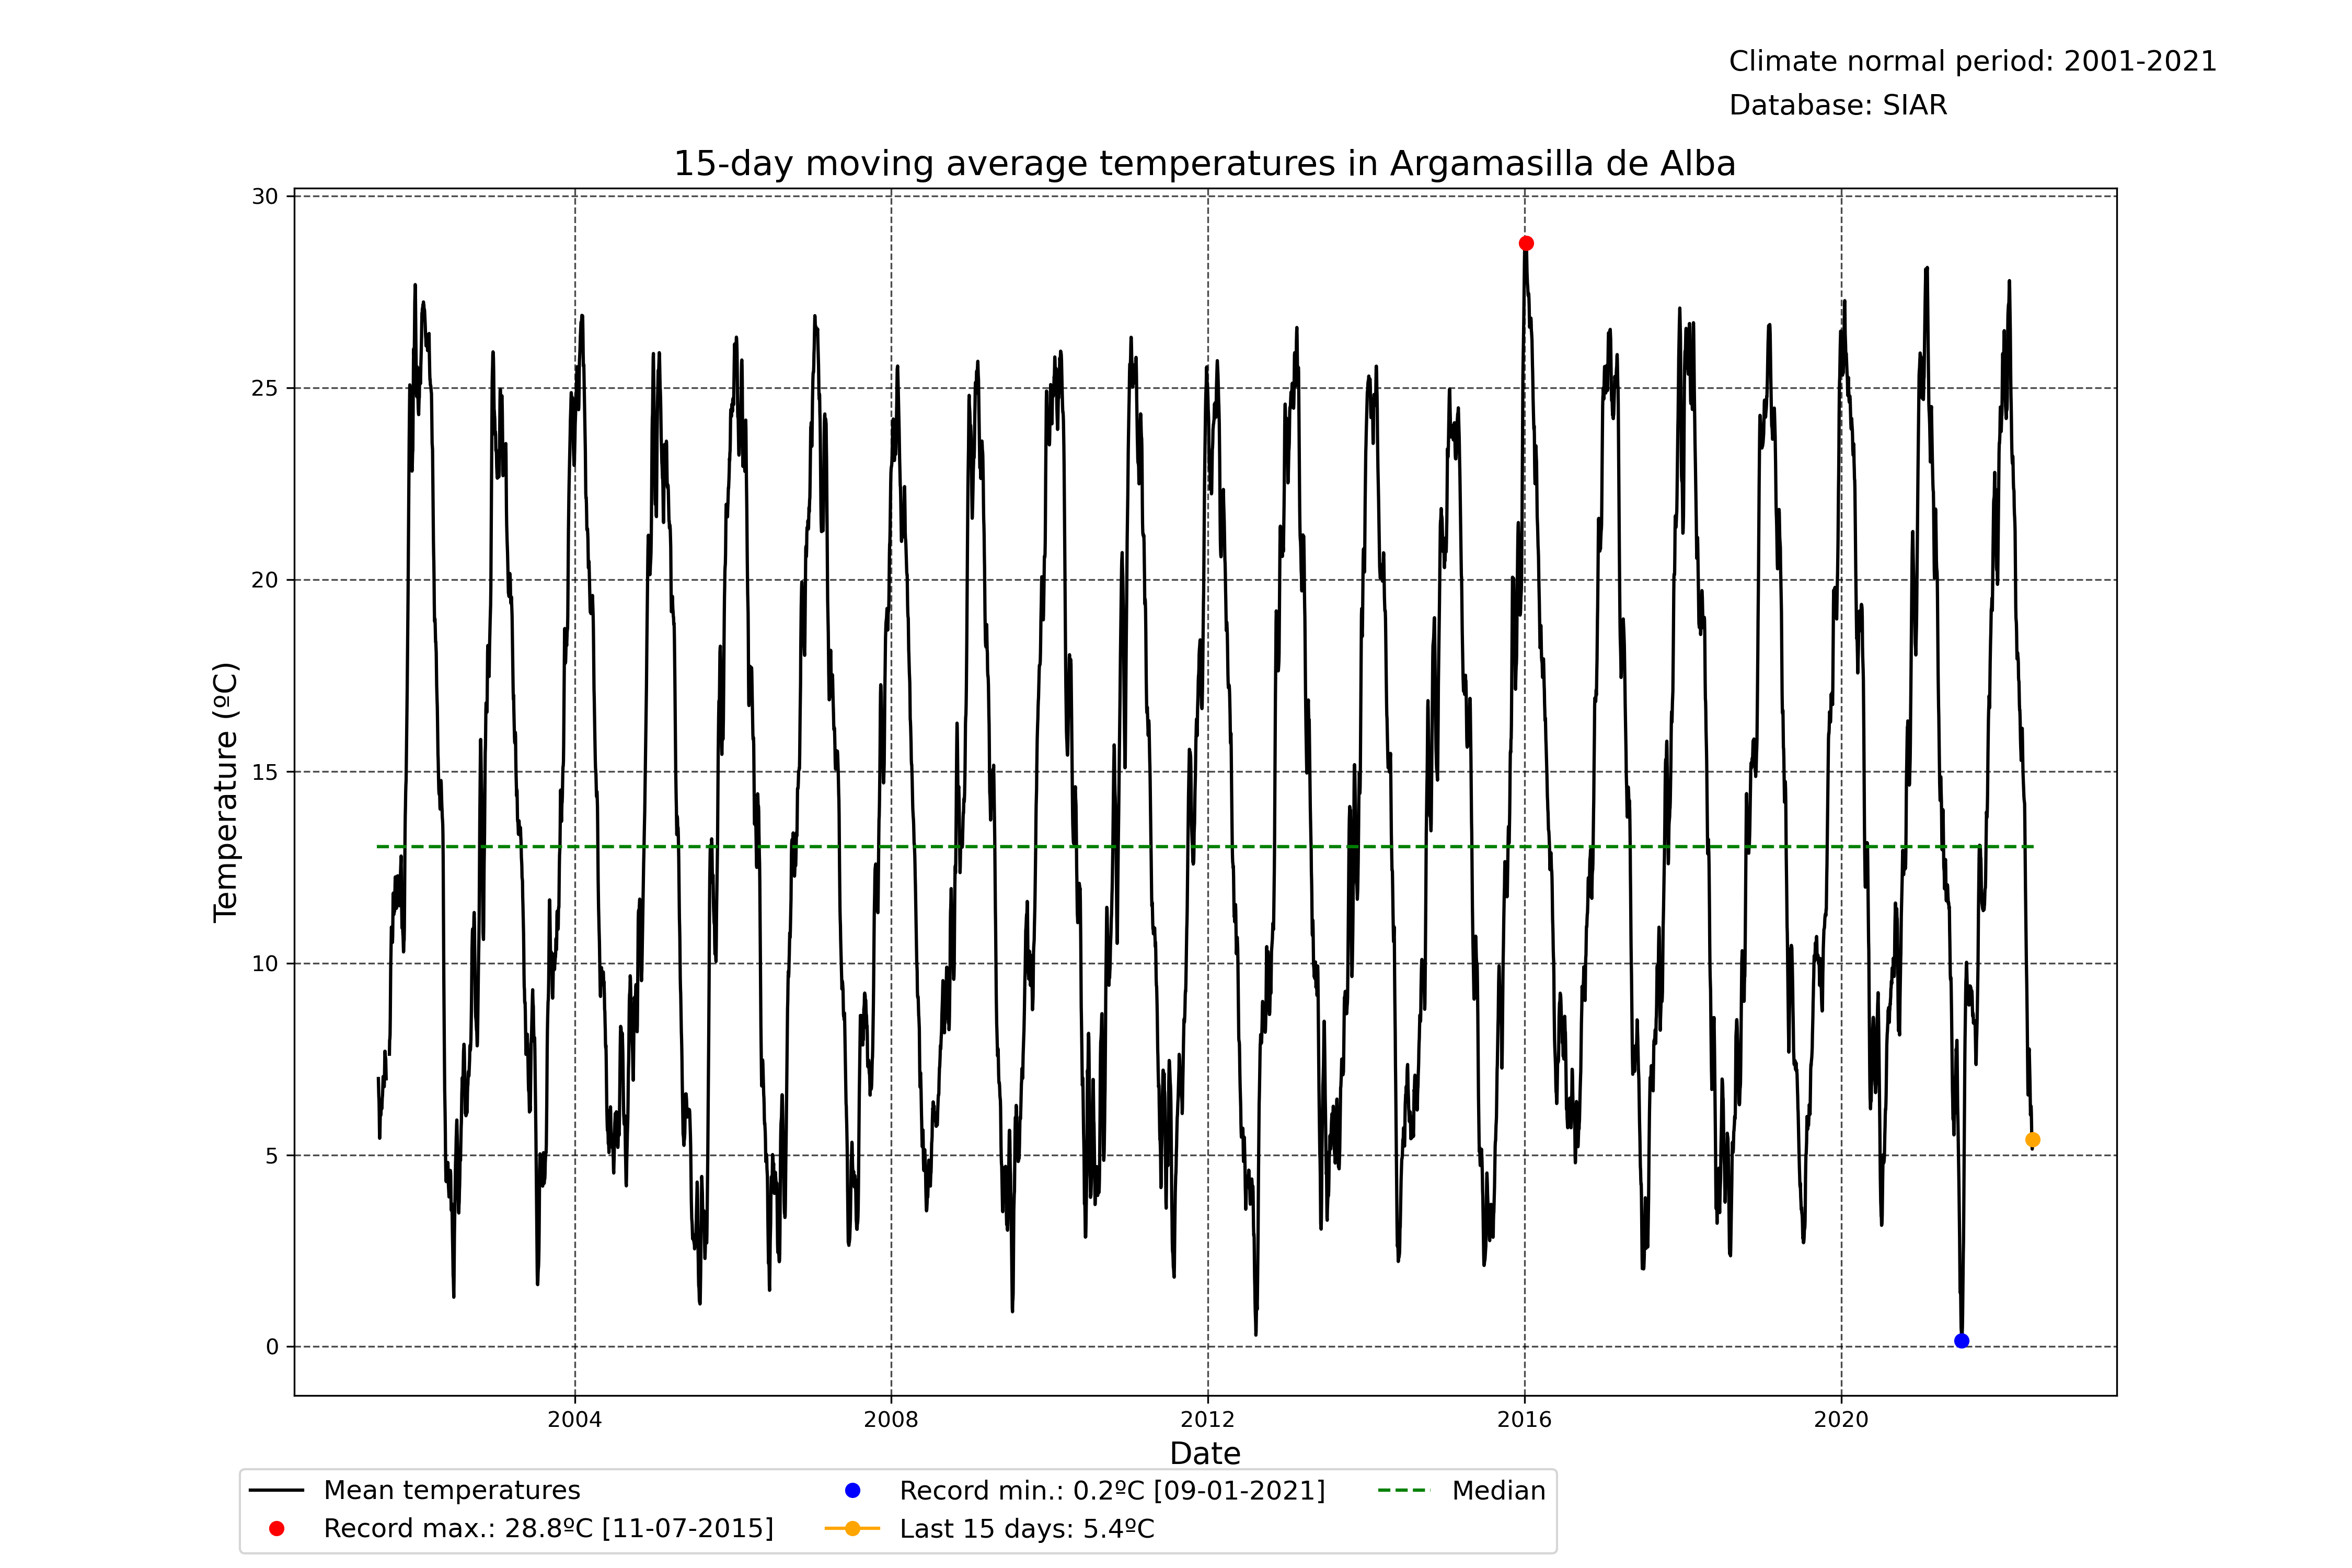 Climate normal period: 2001-2021
Database: SIAR
15-day moving average temperatures in Argamasilla de Alba
30
25
20
15
10
5
0
Temperature (ºC)
2004 2008 2012 2016 2020
Date
Mean temperatures
Record max.: 28.8ºC [11-07-2015]
Record min.: 0.2ºC [09-01-2021]
Last 15 days: 5.4ºC
Median